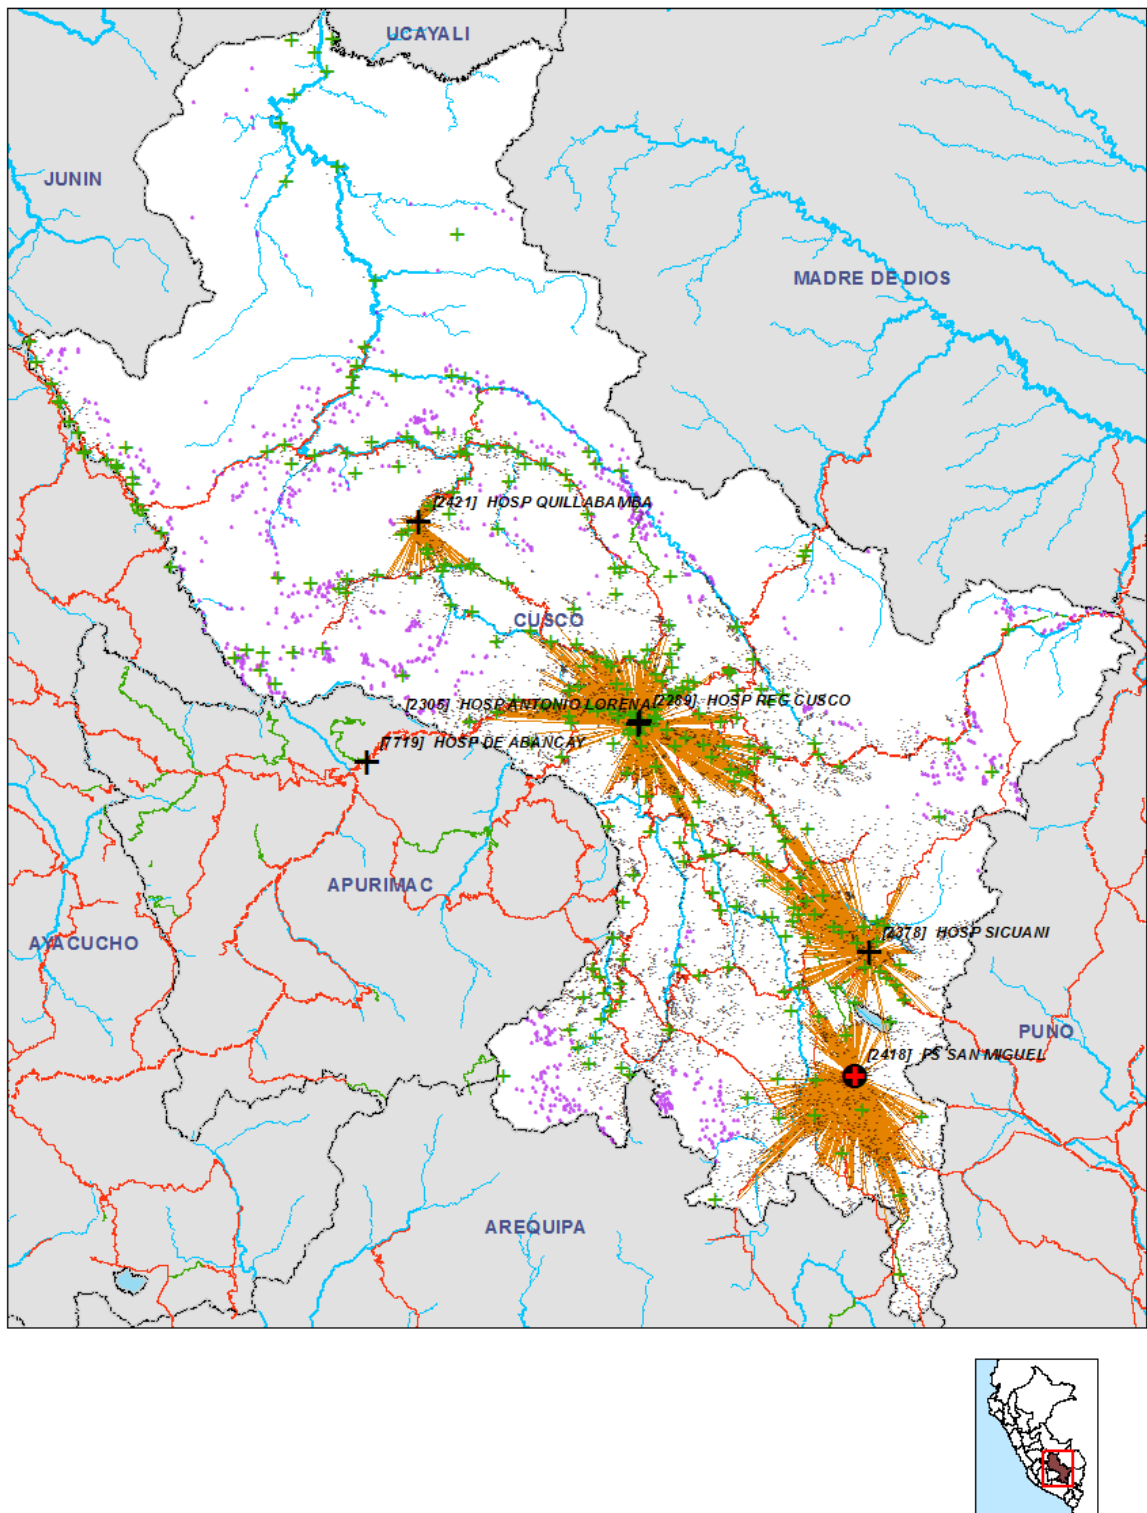 UCAYALI
JUNIN
MADRE DE DIOS
[2421] HOSP QUILLABAMBA
CUSCO
[2305] HOSP ANTONIO LORENA
[2289] HOSP REG CUSCO
[7719] HOSP DE ABANCAY
APURIMAC
AYACUCHO
[2378] HOSP SICUANI
PUNO
[2418] PS SAN MIGUEL
AREQUIPA